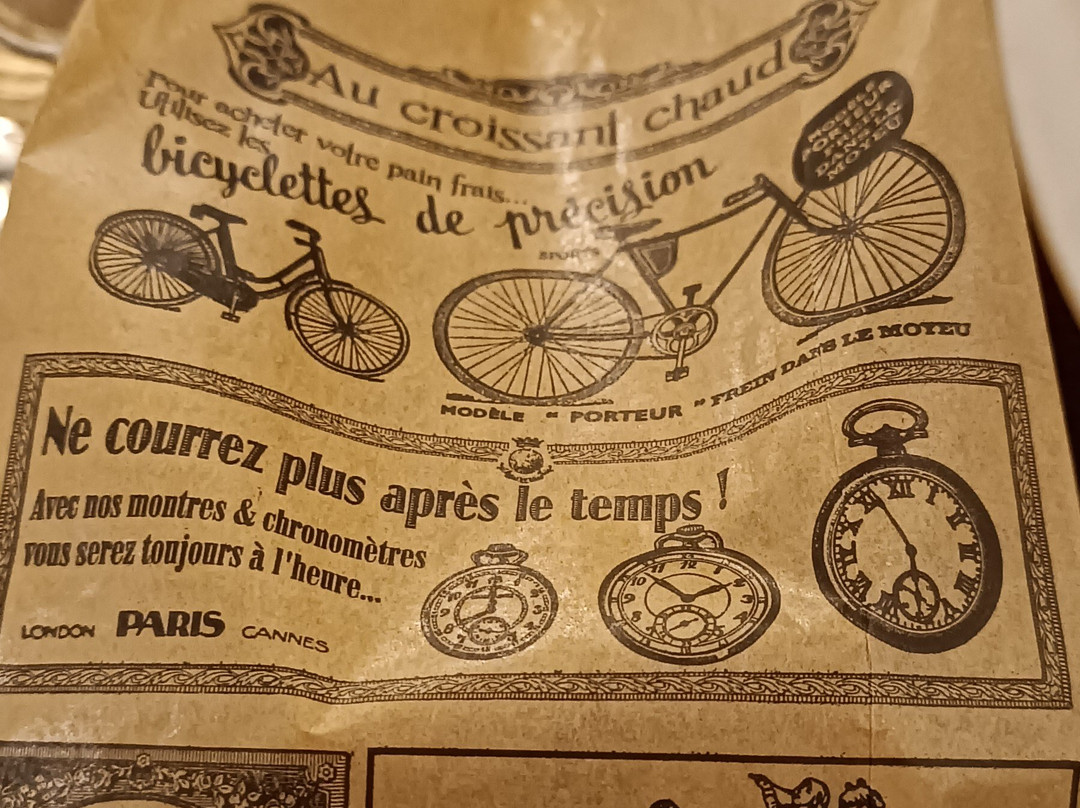 Au croissant chaud
Pour acheter votre pain frais...
Utilisez les
bicyclettes de précision
SPORTS
MODÈLE " PORTEUR " FREIN DANS LE MOYEU
Ne courrez plus après le temps !
Avec nos montres & chronomètres
vous serez toujours à l'heure...
LONDON PARIS CANNES